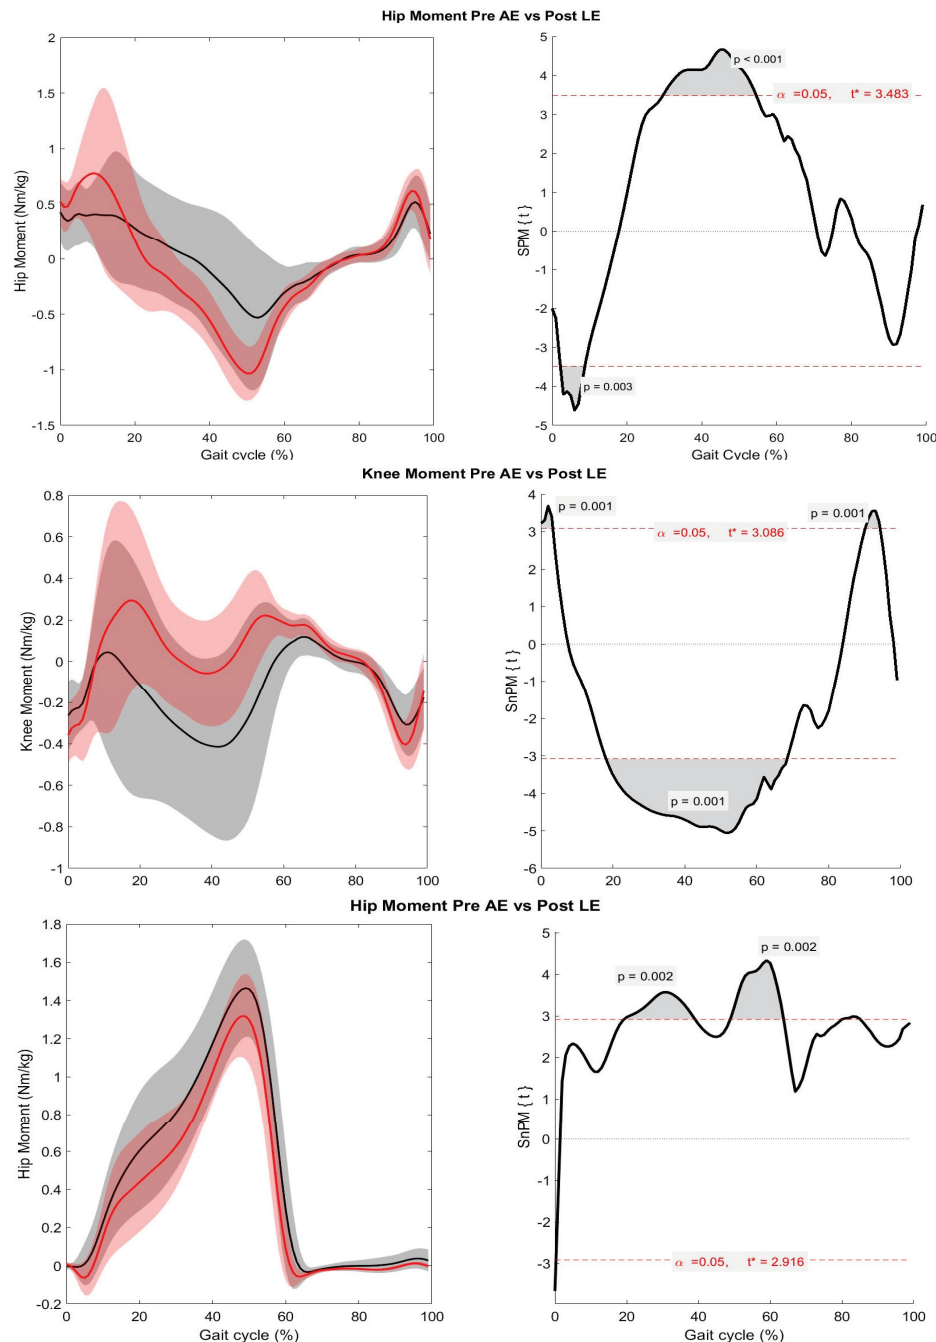 Hip Moment Pre AE vs Post LE
2
1.5
1
0.5
0
-0.5
-1
-1.5
0 20 40 60 80 100
Hip Moment (Nm/kg)
Gait cycle (%)
5
4
3
2
1
0
-1
-2
-3
-4
-5
0 20 40 60 80 100
SPM { t }
Gait Cycle (%)
p < 0.001
α =0.05, t* = 3.483
p = 0.003
Knee Moment Pre AE vs Post LE
0.8
0.6
0.4
0.2
0
-0.2
-0.4
-0.6
-0.8
-1
0 20 40 60 80 100
Knee Moment (Nm/kg)
4
3
2
1
0
-1
-2
-3
-4
-5
-6
0 20 40 60 80 100
SnPM { t }
p = 0.001
p = 0.001
α =0.05, t* = 3.086
p = 0.001
Hip Moment Pre AE vs Post LE
1.8
1.6
1.4
1.2
1
0.8
0.6
0.4
0.2
0
-0.2
0 20 40 60 80 100
Hip Moment (Nm/kg)
Gait cycle (%)
5
4
3
2
1
0
-1
-2
-3
0 20 40 60 80 100
SnPM { t }
Gait Cycle (%)
p = 0.002
p = 0.002
α =0.05, t* = 2.916